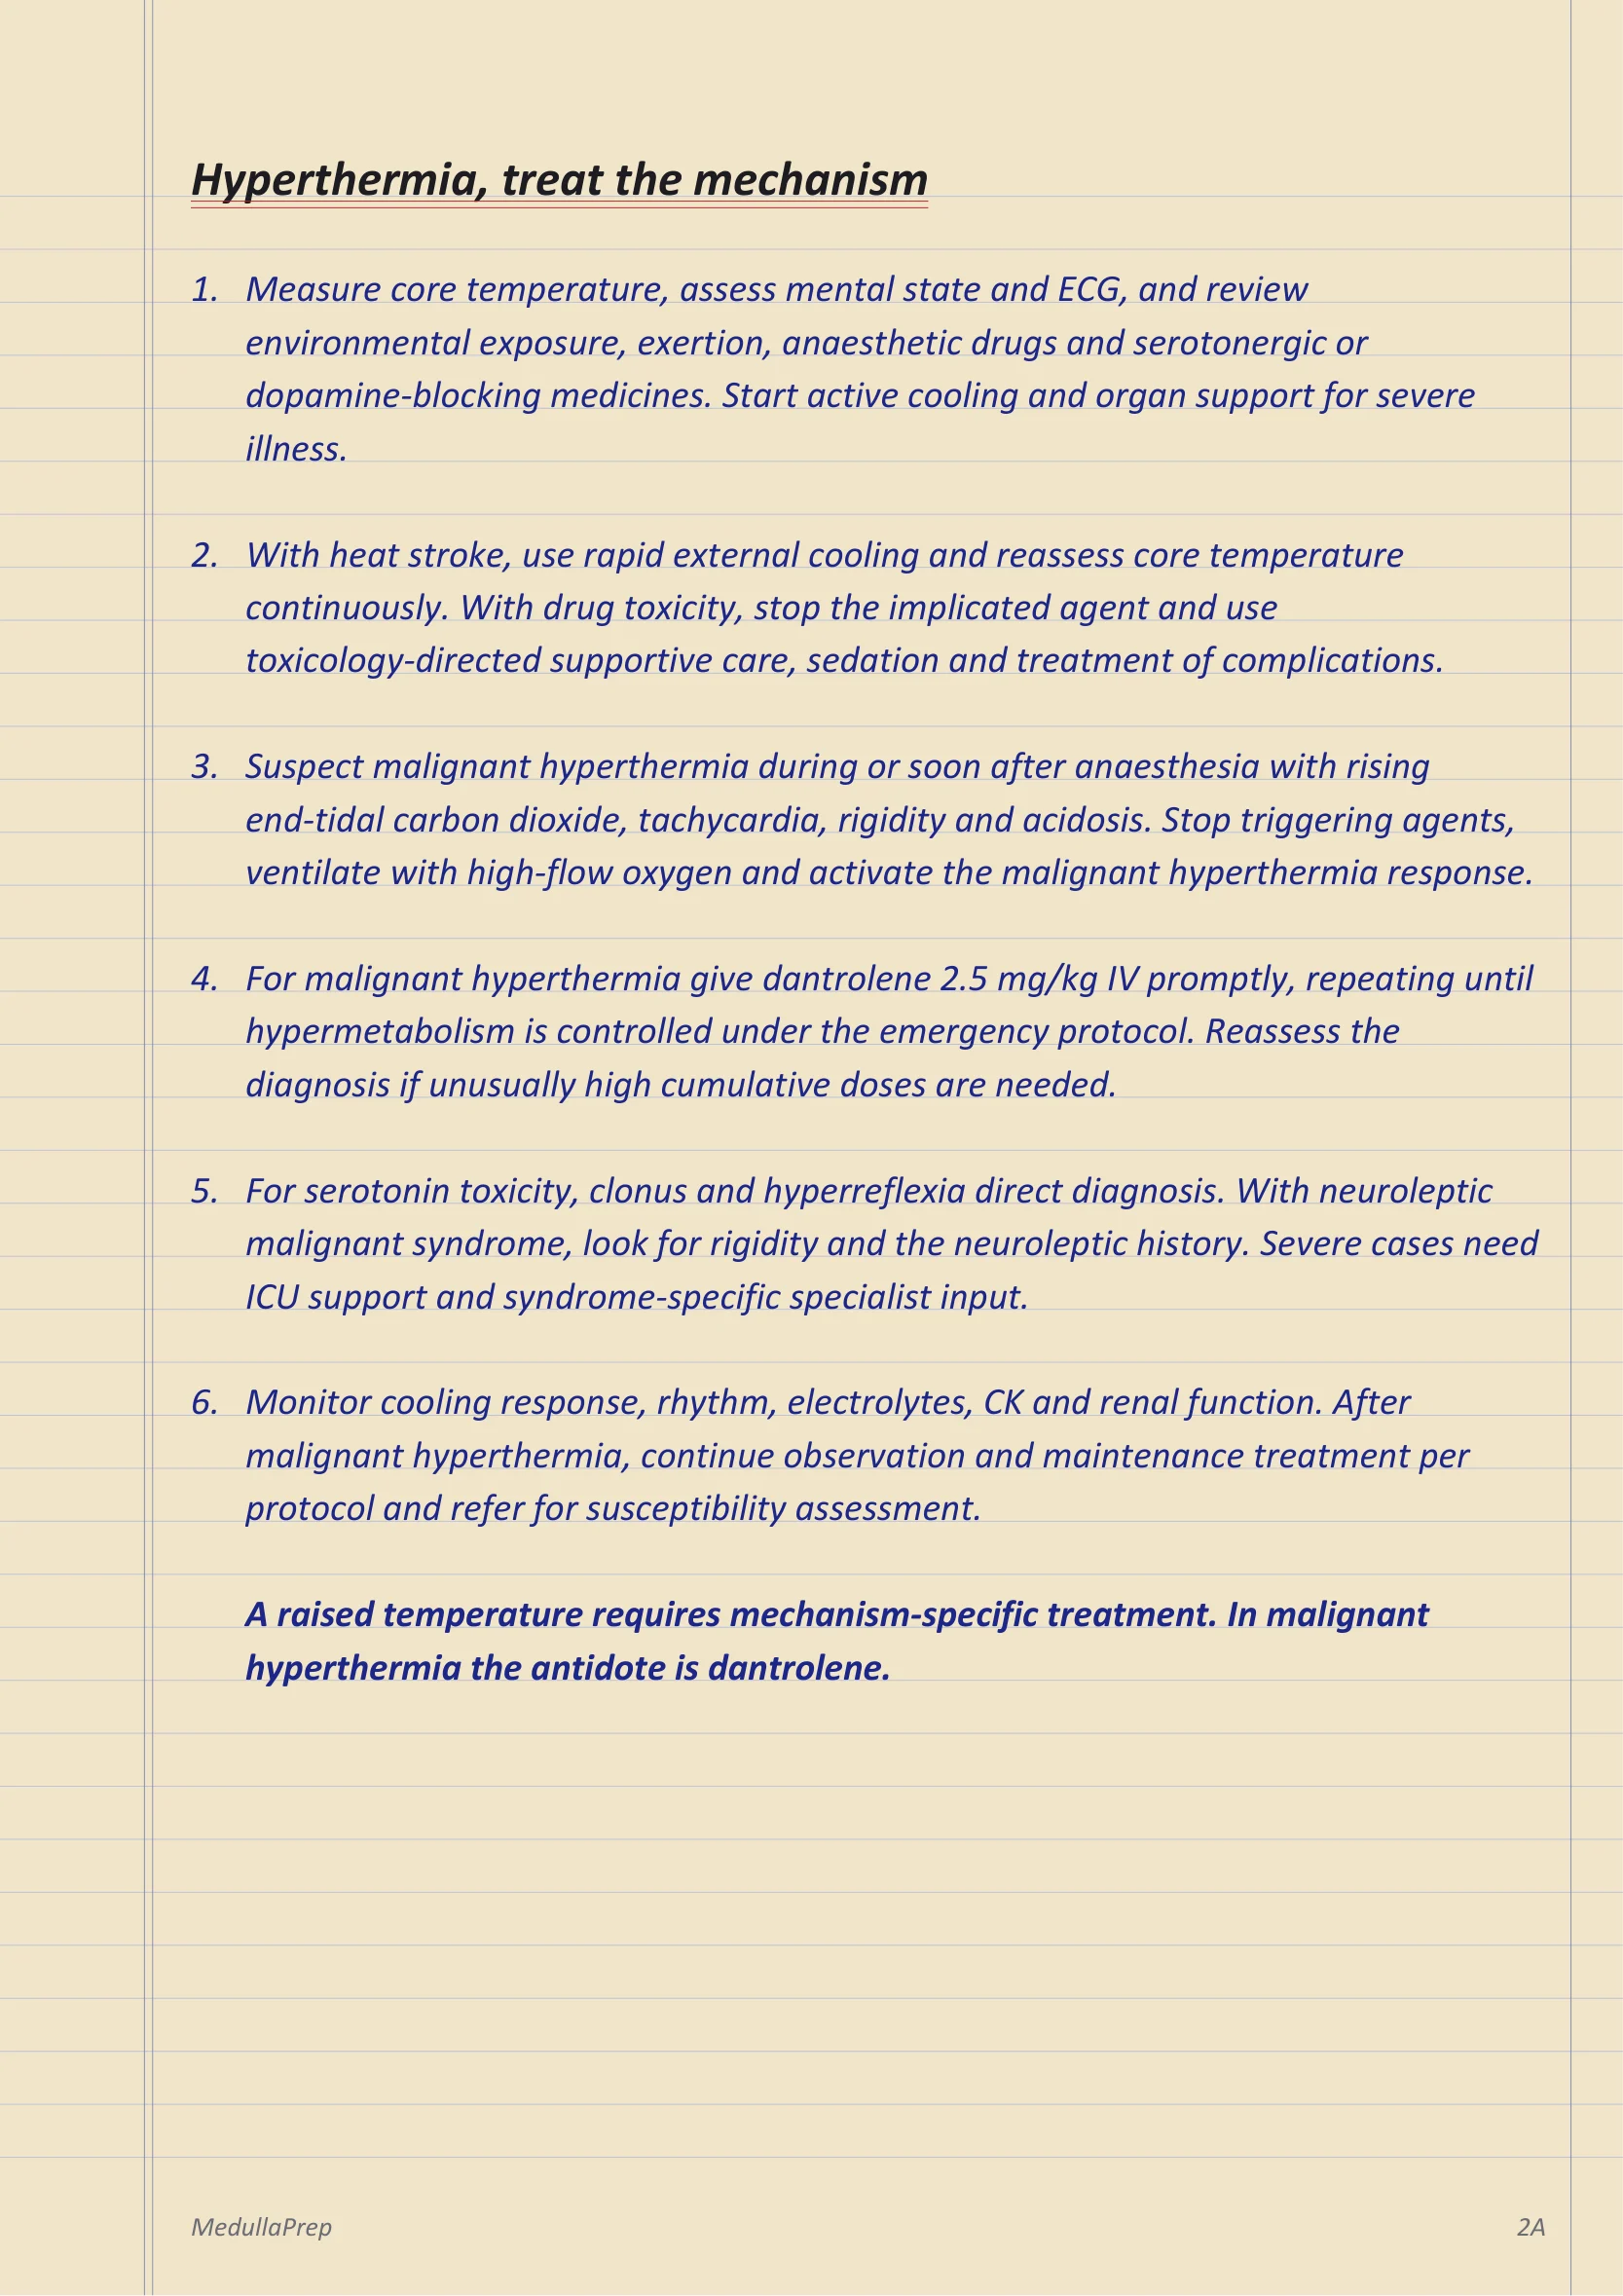 Hyperthermia, treat the mechanism
1. Measure core temperature, assess mental state and ECG, and review
environmental exposure, exertion, anaesthetic drugs and serotonergic or
dopamine-blocking medicines. Start active cooling and organ support for severe
illness.
2. With heat stroke, use rapid external cooling and reassess core temperature
continuously. With drug toxicity, stop the implicated agent and use
toxicology-directed supportive care, sedation and treatment of complications.
3. Suspect malignant hyperthermia during or soon after anaesthesia with rising
end-tidal carbon dioxide, tachycardia, rigidity and acidosis. Stop triggering agents,
ventilate with high-flow oxygen and activate the malignant hyperthermia response.
4. For malignant hyperthermia give dantrolene 2.5 mg/kg IV promptly, repeating until
hypermetabolism is controlled under the emergency protocol. Reassess the
diagnosis if unusually high cumulative doses are needed.
5. For serotonin toxicity, clonus and hyperreflexia direct diagnosis. With neuroleptic
malignant syndrome, look for rigidity and the neuroleptic history. Severe cases need
ICU support and syndrome-specific specialist input.
6. Monitor cooling response, rhythm, electrolytes, CK and renal function. After
malignant hyperthermia, continue observation and maintenance treatment per
protocol and refer for susceptibility assessment.
A raised temperature requires mechanism-specific treatment. In malignant
hyperthermia the antidote is dantrolene.
MedullaPrep
2A